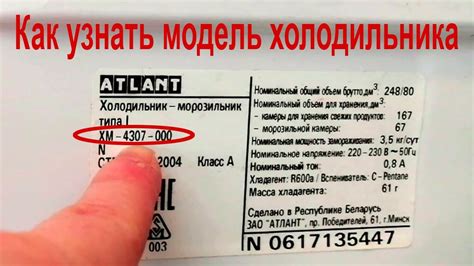 Как узнать модель холодильника
ATLANT
Холодильник - морозильник
типа I
ХМ-4307-000
N
2004 Класс А
003
Номинальный общий объем брутто,дм³ 248/80
Номинальный объем для хранения,дм³
- камеры для хранения свежих продуктов 167
- морозильной камеры 67
Номинальная мощность замораживания: 3,5 кг/сут
Номинальное напряжение: 220-230 В ~ 50Гц
Номинальный ток: 0,8 А
Хладагент: R600a/ Вспениватель: C-Pentane
Масса хладагента: 61 г
Сделано в Республике Беларусь
ЗАО "АТЛАНТ", пр. Победителей, 61, г.Минск
N 0617135447